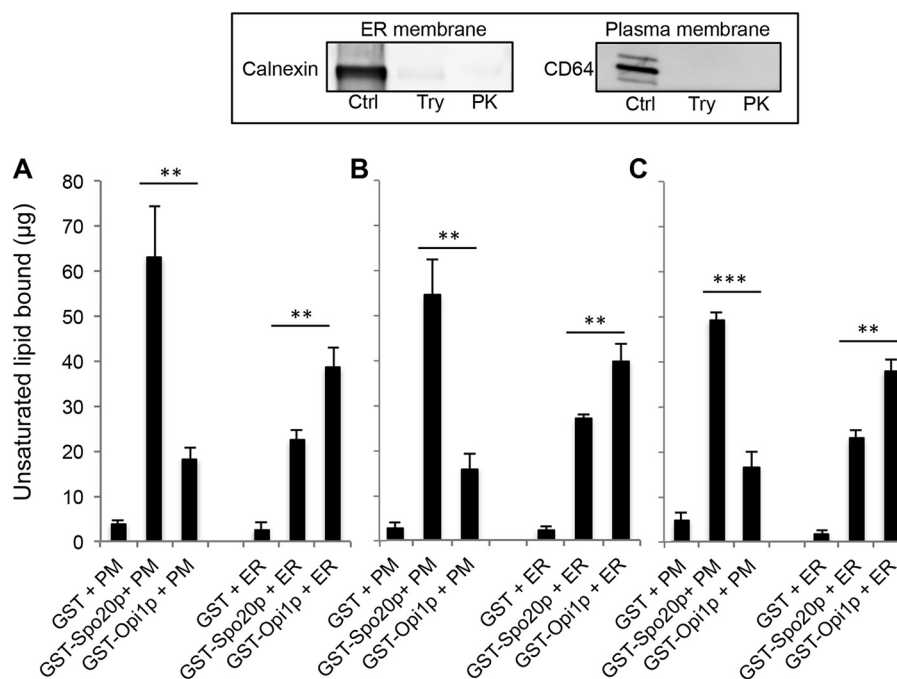 ER membrane
Plasma membrane
Calnexin
CD64
Ctrl Try PK
Ctrl Try PK
A
B
C
** ** ** ** *** **
Unsaturated lipid bound (µg)
80
70
60
50
40
30
20
10
0
GST + PM
GST-Spo20p+PM
GST-Opi1p + PM
GST + ER
GST-Spo20p + ER
GST-Opi1p + ER
GST + PM
GST-Spo20p+PM
GST-Opi1p + PM
GST + ER
GST-Spo20p + ER
GST-Opi1p + ER
GST + PM
GST-Spo20p+PM
GST-Opi1p + PM
GST + ER
GST-Spo20p + ER
GST-Opi1p + ER